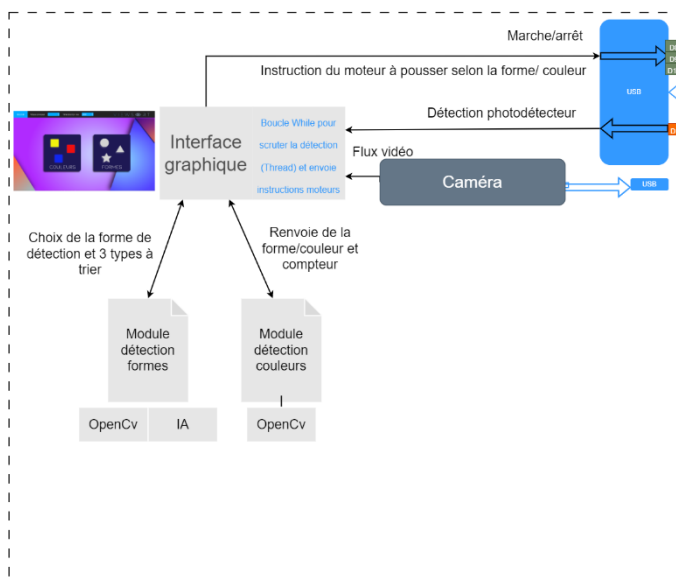 Marche/arrêt
Instruction du moteur à pousser selon la forme/ couleur
USB
Détection photodétecteur
Interface
graphique
Boucle While pour
scruter la détection
(Thread) et envoie
instructions moteurs
COULEURS
FORMES
Flux vidéo
Caméra
USB
Choix de la forme de
détection et 3 types à
trier
Renvoie de la
forme/couleur et
compteur
Module
détection
formes
Module
détection
couleurs
OpenCv
IA
OpenCv